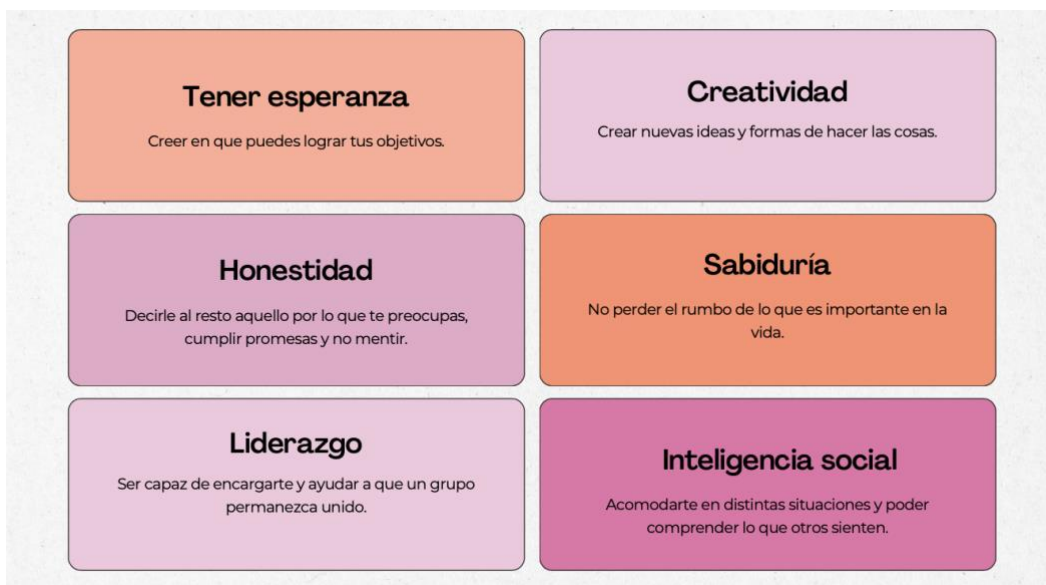 Tener esperanza
Creer en que puedes lograr tus objetivos.
Creatividad
Crear nuevas ideas y formas de hacer las cosas.
Honestidad
Decirle al resto aquello por lo que te preocupas,
cumplir promesas y no mentir.
Sabiduría
No perder el rumbo de lo que es importante en la
vida.
Liderazgo
Ser capaz de encargarte y ayudar a que un grupo
permanezca unido.
Inteligencia social
Acomodarte en distintas situaciones y poder
comprender lo que otros sienten.